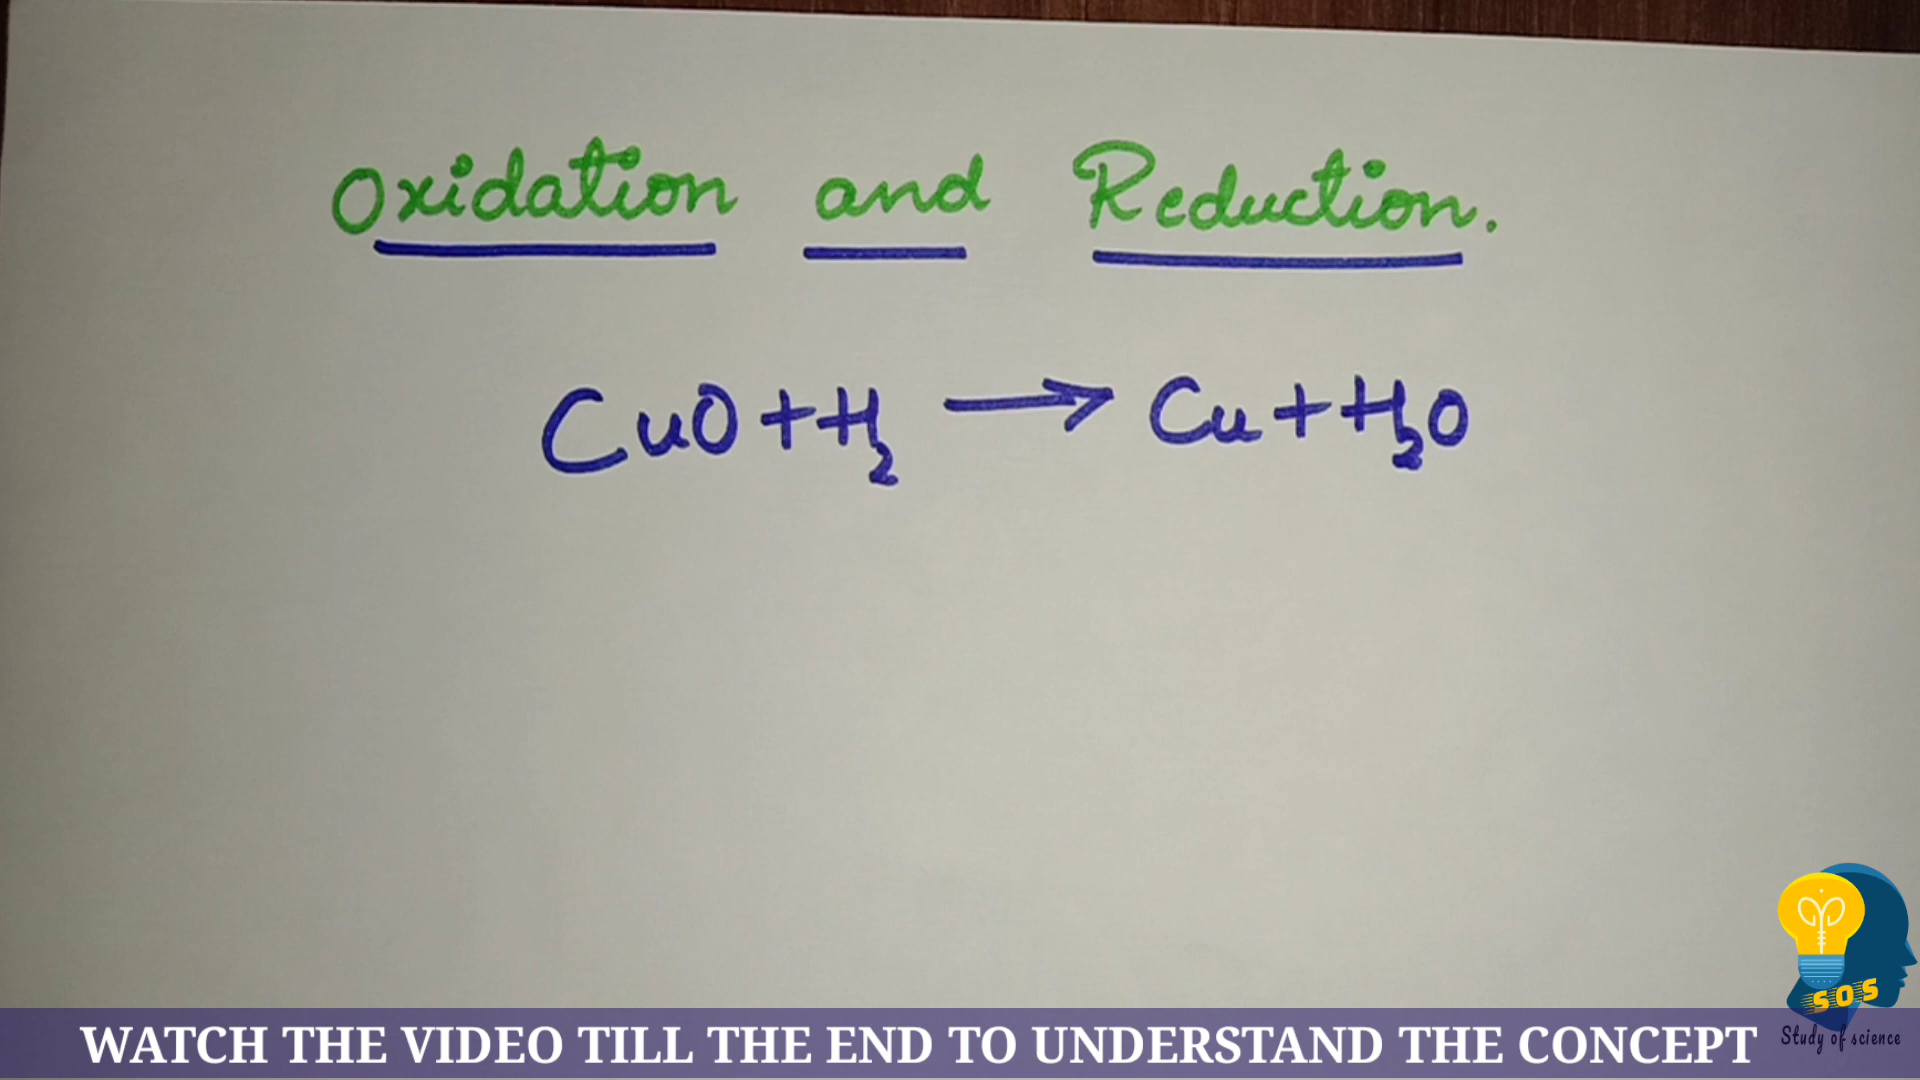 Oxidation and Reduction.
CuO + H₂ → Cu + H₂O
SOS
Study of science
WATCH THE VIDEO TILL THE END TO UNDERSTAND THE CONCEPT